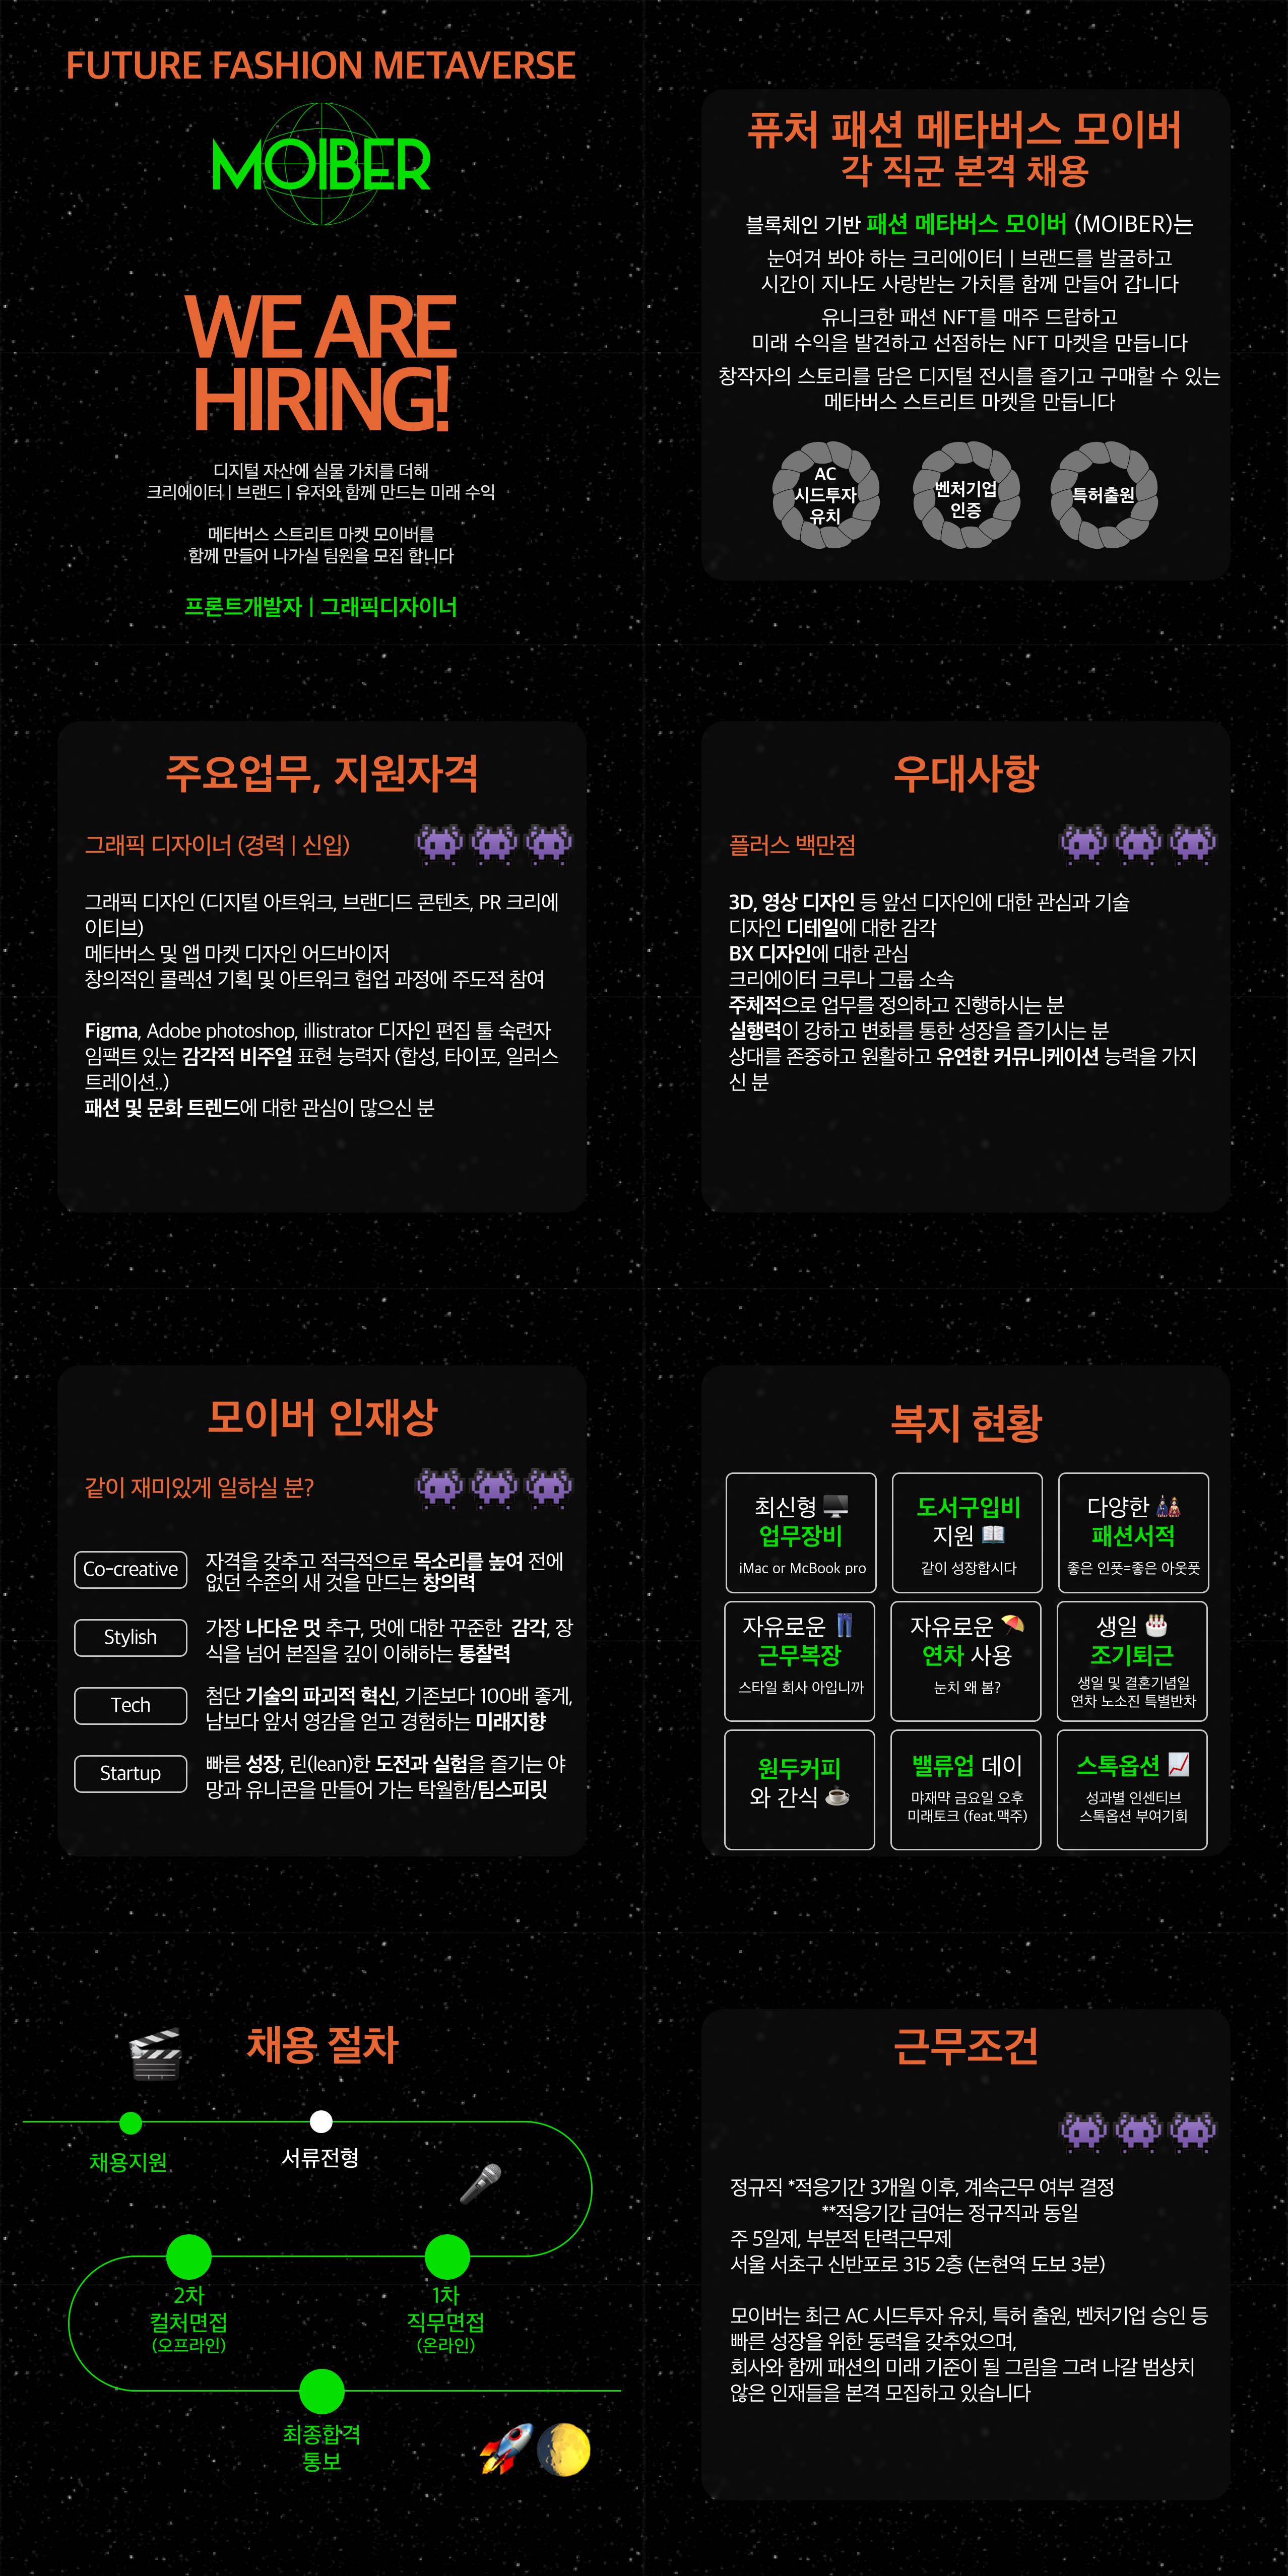 FUTURE FASHION METAVERSE
MOIBER
WE ARE
HIRING!
디지털 자산에 실물 가치를 더해
크리에이터 | 브랜드 | 유저와 함께 만드는 미래 수익
메타버스 스트리트 마켓 모이버를
함께 만들어 나가실 팀원을 모집 합니다
프론트개발자 | 그래픽디자이너
퓨처 패션 메타버스 모이버
각 직군 본격 채용
블록체인 기반 패션 메타버스 모이버 (MOIBER)는
눈여겨 봐야 하는 크리에이터 | 브랜드를 발굴하고
시간이 지나도 사랑받는 가치를 함께 만들어 갑니다
유니크한 패션 NFT를 매주 드랍하고
미래 수익을 발견하고 선점하는 NFT 마켓을 만듭니다
창작자의 스토리를 담은 디지털 전시를 즐기고 구매할 수 있는
메타버스 스트리트 마켓을 만듭니다
AC
시드투자
유치
벤처기업
인증
특허출원
주요업무, 지원자격
그래픽 디자이너 (경력 | 신입)
그래픽 디자인 (디지털 아트워크, 브랜디드 콘텐츠, PR 크리에
이티브)
메타버스 및 앱 마켓 디자인 어드바이저
창의적인 콜렉션 기획 및 아트워크 협업 과정에 주도적 참여
Figma, Adobe photoshop, illistrator 디자인 편집 툴 숙련자
임팩트 있는 감각적 비주얼 표현 능력자 (합성, 타이포, 일러스
트레이션..)
패션 및 문화 트렌드에 대한 관심이 많으신 분
우대사항
플러스 백만점
3D, 영상 디자인 등 앞선 디자인에 대한 관심과 기술
디자인 디테일에 대한 감각
BX 디자인에 대한 관심
크리에이터 크루나 그룹 소속
주체적으로 업무를 정의하고 진행하시는 분
실행력이 강하고 변화를 통한 성장을 즐기시는 분
상대를 존중하고 원활하고 유연한 커뮤니케이션 능력을 가지
신 분
모이버 인재상
같이 재미있게 일하실 분?
Co-creative
자격을 갖추고 적극적으로 목소리를 높여 전에
없던 수준의 새 것을 만드는 창의력
Stylish
가장 나다운 멋 추구, 멋에 대한 꾸준한 감각, 장
식을 넘어 본질을 깊이 이해하는 통찰력
Tech
첨단 기술의 파괴적 혁신, 기존보다 100배 좋게,
남보다 앞서 영감을 얻고 경험하는 미래지향
Startup
빠른 성장, 린(lean)한 도전과 실험을 즐기는 야
망과 유니콘을 만들어 가는 탁월함/팀스피릿
복지 현황
최신형 🖥️
업무장비
iMac or McBook pro
도서구입비
지원 📖
같이 성장합시다
다양한 🎎
패션서적
좋은 인풋=좋은 아웃풋
자유로운 👖
근무복장
스타일 회사 아입니까
자유로운 ⛱️
연차 사용
눈치 왜 봄?
생일 🎂
조기퇴근
생일 및 결혼기념일
연차 노소진 특별반차
원두커피
와 간식 ☕
밸류업 데이
먀재먁 금요일 오후
미래토크 (feat.맥주)
스톡옵션 📈
성과별 인센티브
스톡옵션 부여기회
채용 절차
채용지원
서류전형
1차
직무면접
(온라인)
2차
컬처면접
(오프라인)
최종합격
통보
근무조건
정규직 *적응기간 3개월 이후, 계속근무 여부 결정
**적응기간 급여는 정규직과 동일
주 5일제, 부분적 탄력근무제
서울 서초구 신반포로 315 2층 (논현역 도보 3분)
모이버는 최근 AC 시드투자 유치, 특허 출원, 벤처기업 승인 등
빠른 성장을 위한 동력을 갖추었으며,
회사와 함께 패션의 미래 기준이 될 그림을 그려 나갈 범상치
않은 인재들을 본격 모집하고 있습니다